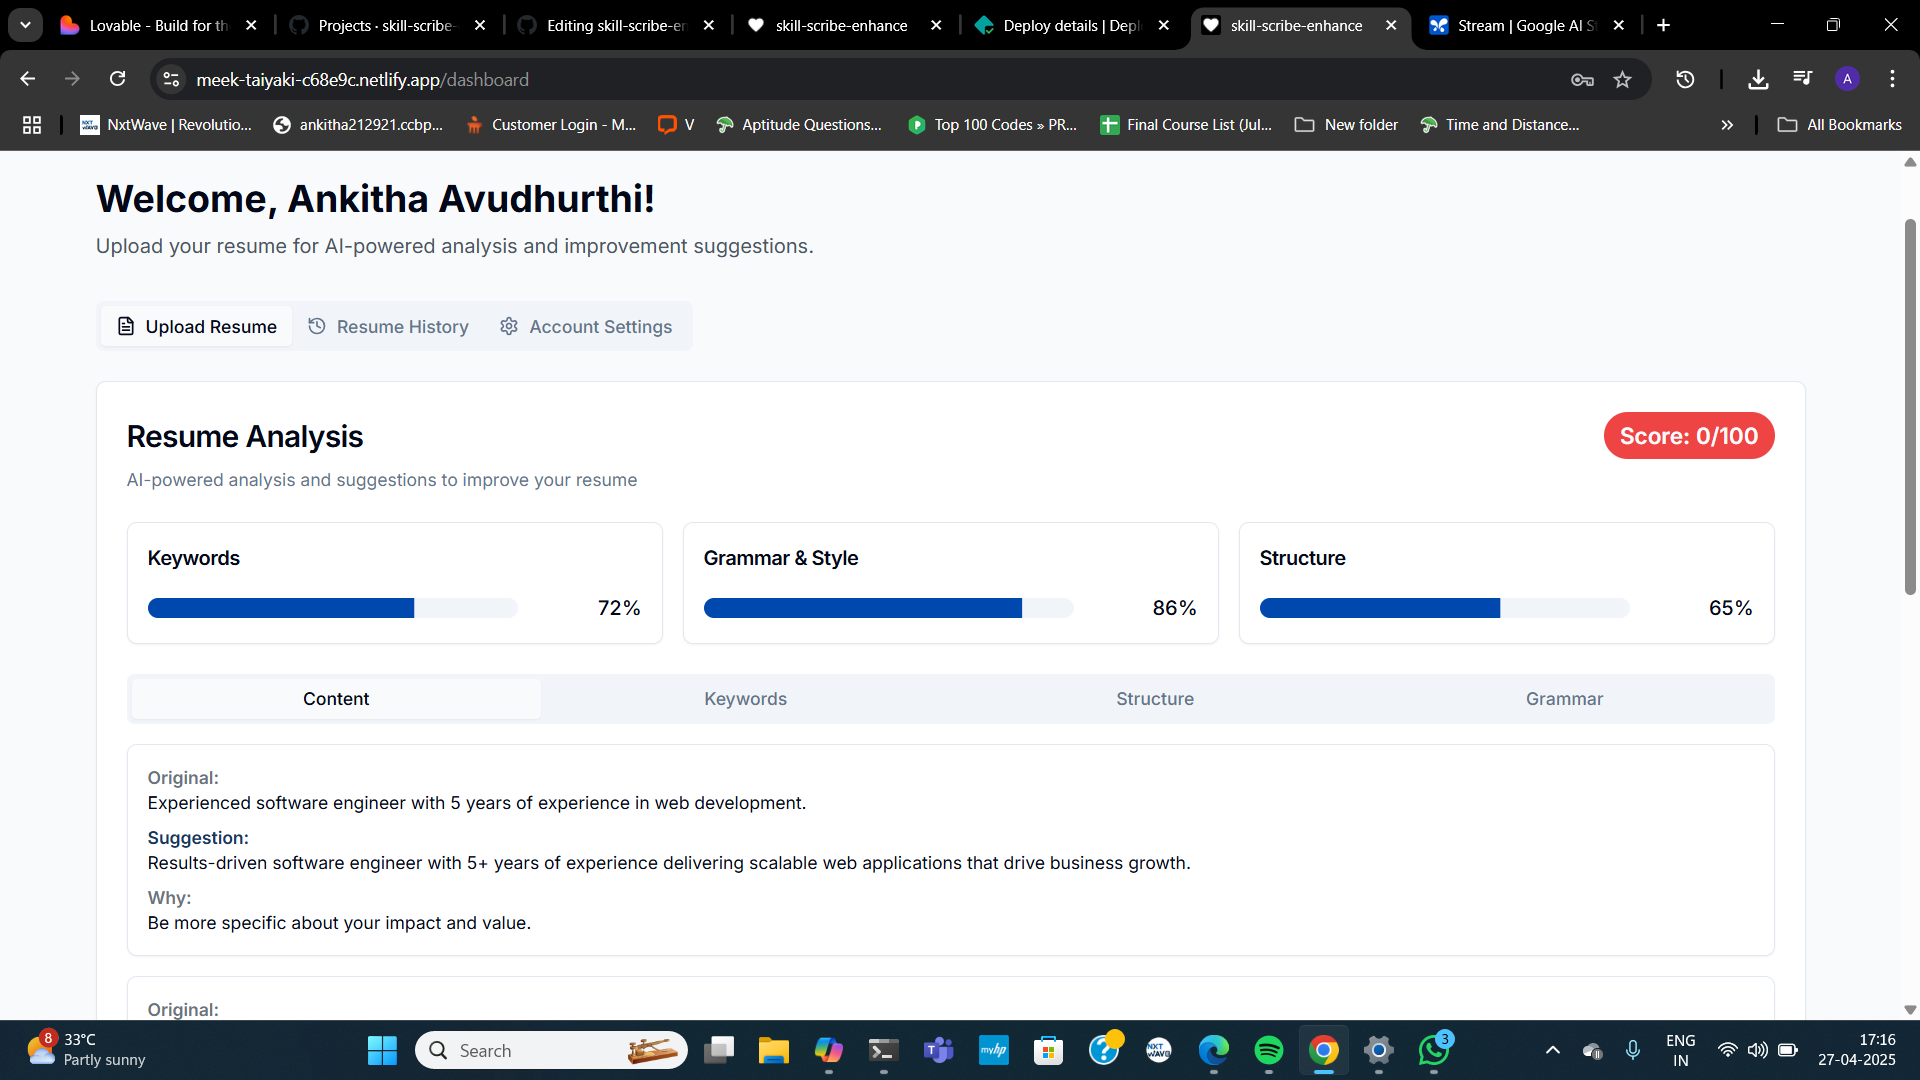 Lovable - Build for th
Projects · skill-scribe-
Editing skill-scribe-en
skill-scribe-enhance
Deploy details | Depl
skill-scribe-enhance
Stream | Google AI S
meek-taiyaki-c68e9c.netlify.app/dashboard
A
NxtWave | Revolutio...
ankitha212921.ccbp,...
Customer Login - M...
V
Aptitude Questions...
Top 100 Codes » PR...
Final Course List (Jul...
New folder
Time and Distance...
All Bookmarks
Welcome, Ankitha Avudhurthi!
Upload your resume for AI-powered analysis and improvement suggestions.
Upload Resume
Resume History
Account Settings
Resume Analysis
Score: 0/100
AI-powered analysis and suggestions to improve your resume
Keywords
72%
Grammar & Style
86%
Structure
65%
Content
Keywords
Structure
Grammar
Original:
Experienced software engineer with 5 years of experience in web development.
Suggestion:
Results-driven software engineer with 5+ years of experience delivering scalable web applications that drive business growth.
Why:
Be more specific about your impact and value.
Original:
8
33°C
Partly sunny
Search
myhp
NXT
WAVE
3
ENG
IN
17:16
27-04-2025